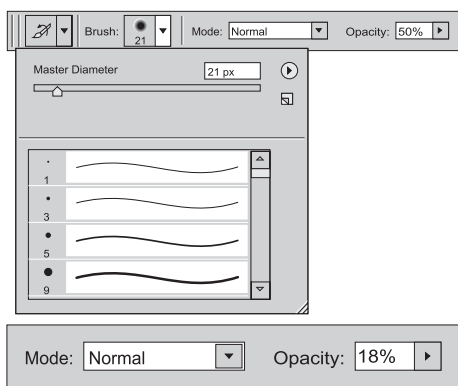 Brush: 21 Mode: Normal Opacity: 50%
Master Diameter 21 px
1
3
5
9
Mode: Normal Opacity: 18%